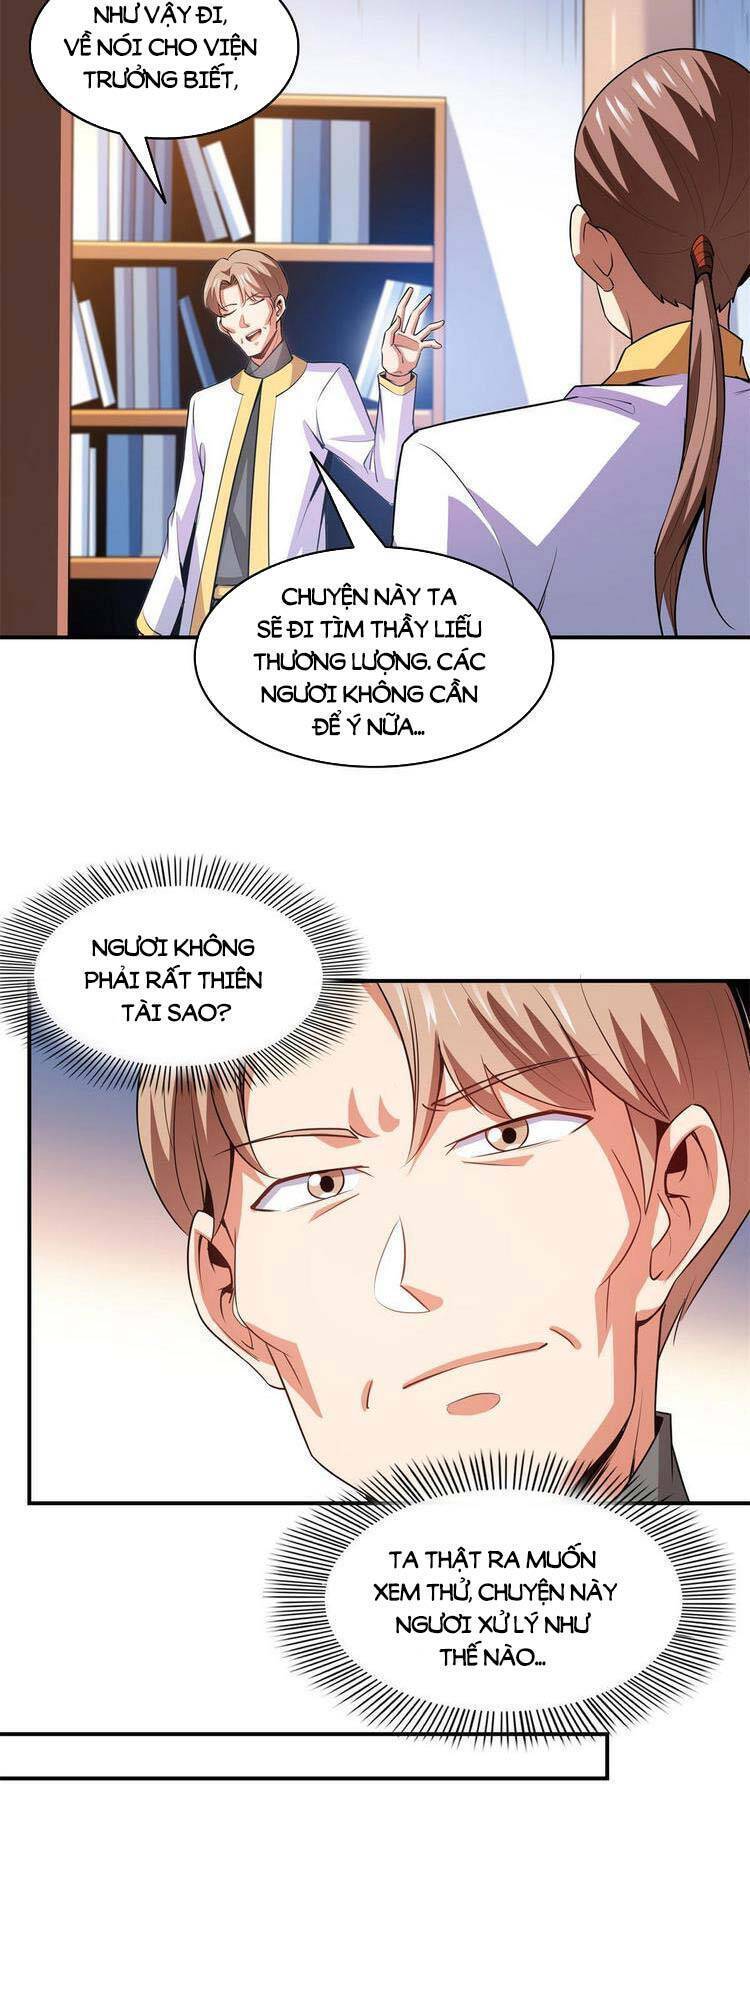 NHƯ VẬY ĐI,
VỀ NÓI CHO VIỆN
TRƯỞNG BIẾT,
CHUYỆN NÀY TA
SẼ ĐI TÌM THẦY LIỄU
THƯƠNG LƯỢNG. CÁC
NGƯƠI KHÔNG CẦN
ĐỂ Ý NỮA...
NGƯƠI KHÔNG
PHẢI RẤT THIÊN
TÀI SAO?
TA THẬT RA MUỐN
XEM THỬ, CHUYỆN NÀY
NGƯƠI XỬ LÝ NHƯ
THẾ NÀO...